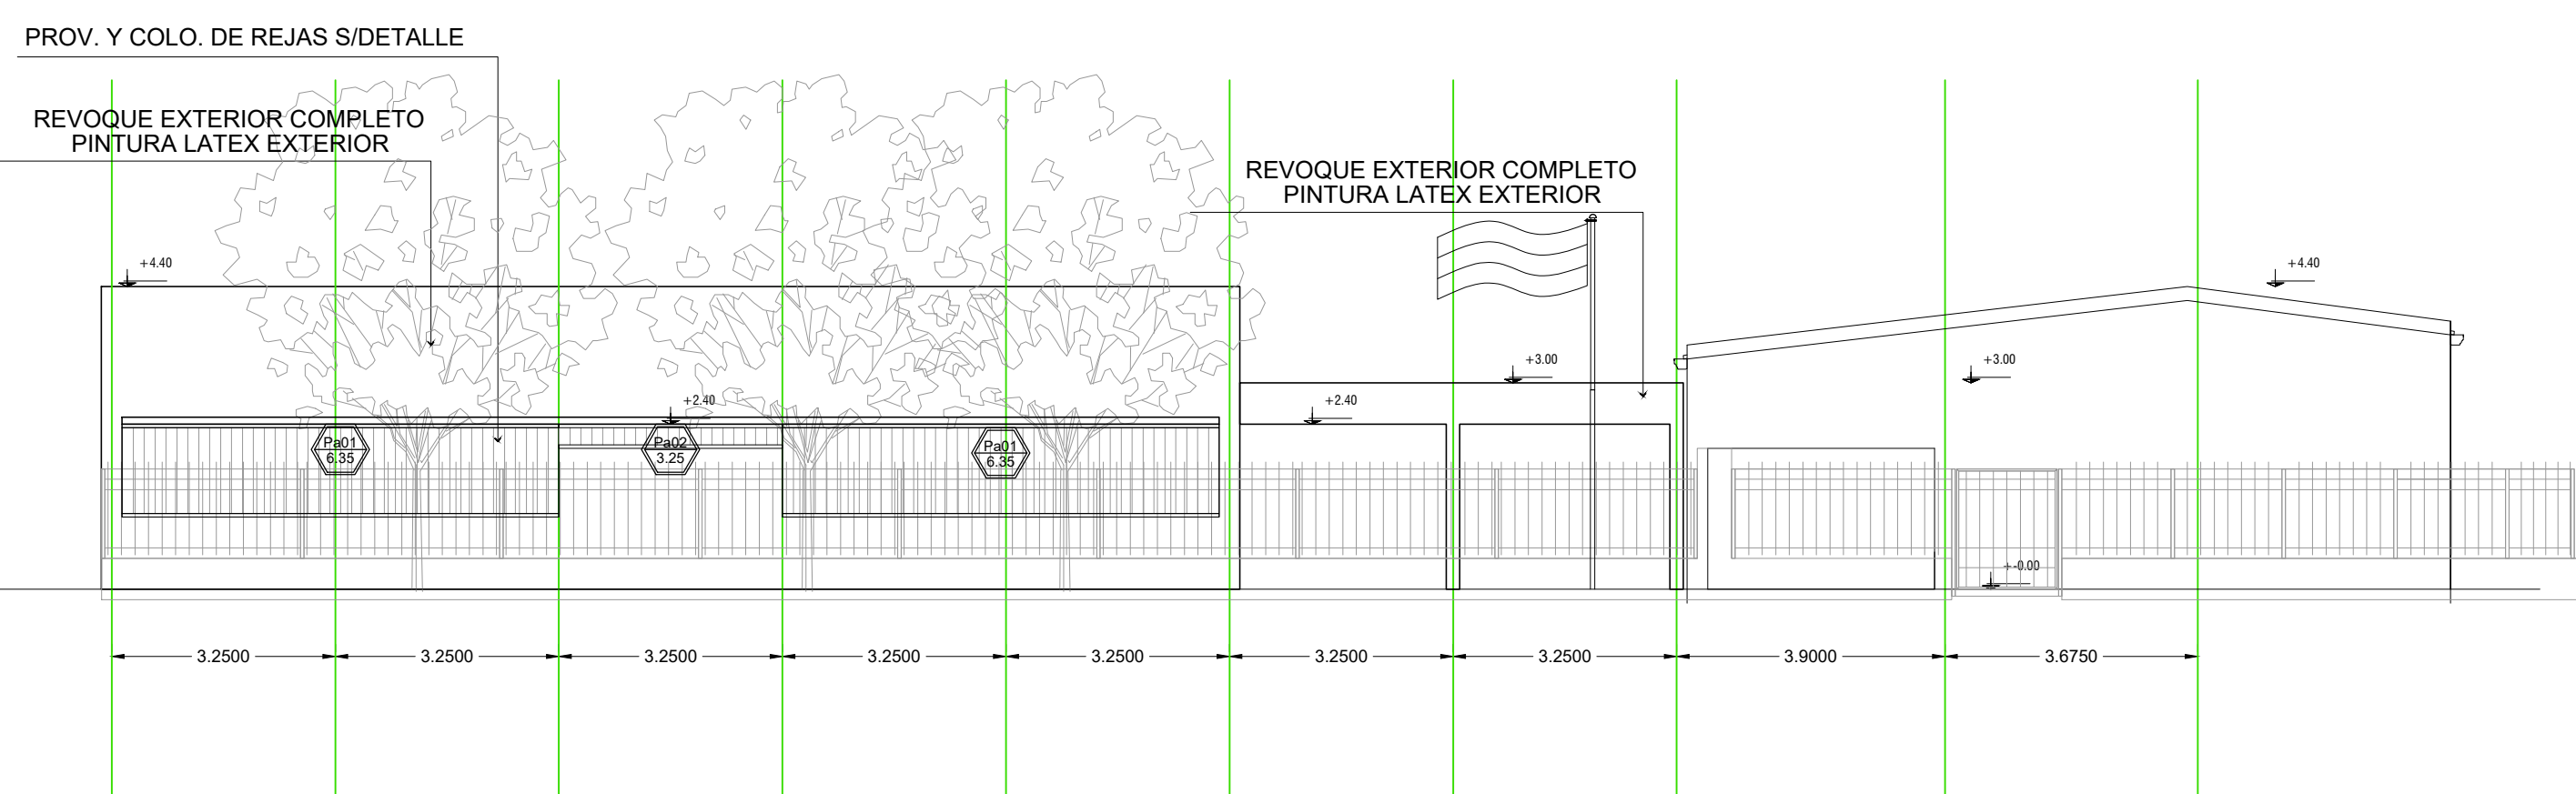 PROV. Y COLO. DE REJAS S/DETALLE
REVOQUE EXTERIOR COMPLETO
PINTURA LATEX EXTERIOR
REVOQUE EXTERIOR COMPLETO
PINTURA LATEX EXTERIOR
+4.40
+4.40
+3.00
+3.00
+2.40
+2.40
Pa01
6.35
Pa02
3.25
Pa01
6.35
+-0.00
3.2500
3.2500
3.2500
3.2500
3.2500
3.2500
3.2500
3.9000
3.6750